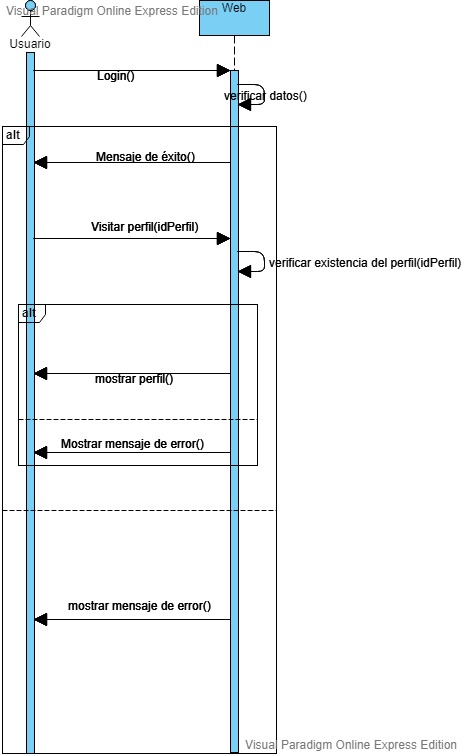 Visual Paradigm Online Express Edition
Web
Usuario
Login()
verificar datos()
alt
Mensaje de éxito()
Visitar perfil(idPerfil)
verificar existencia del perfil(idPerfil)
alt
mostrar perfil()
Mostrar mensaje de error()
mostrar mensaje de error()
Visual Paradigm Online Express Edition